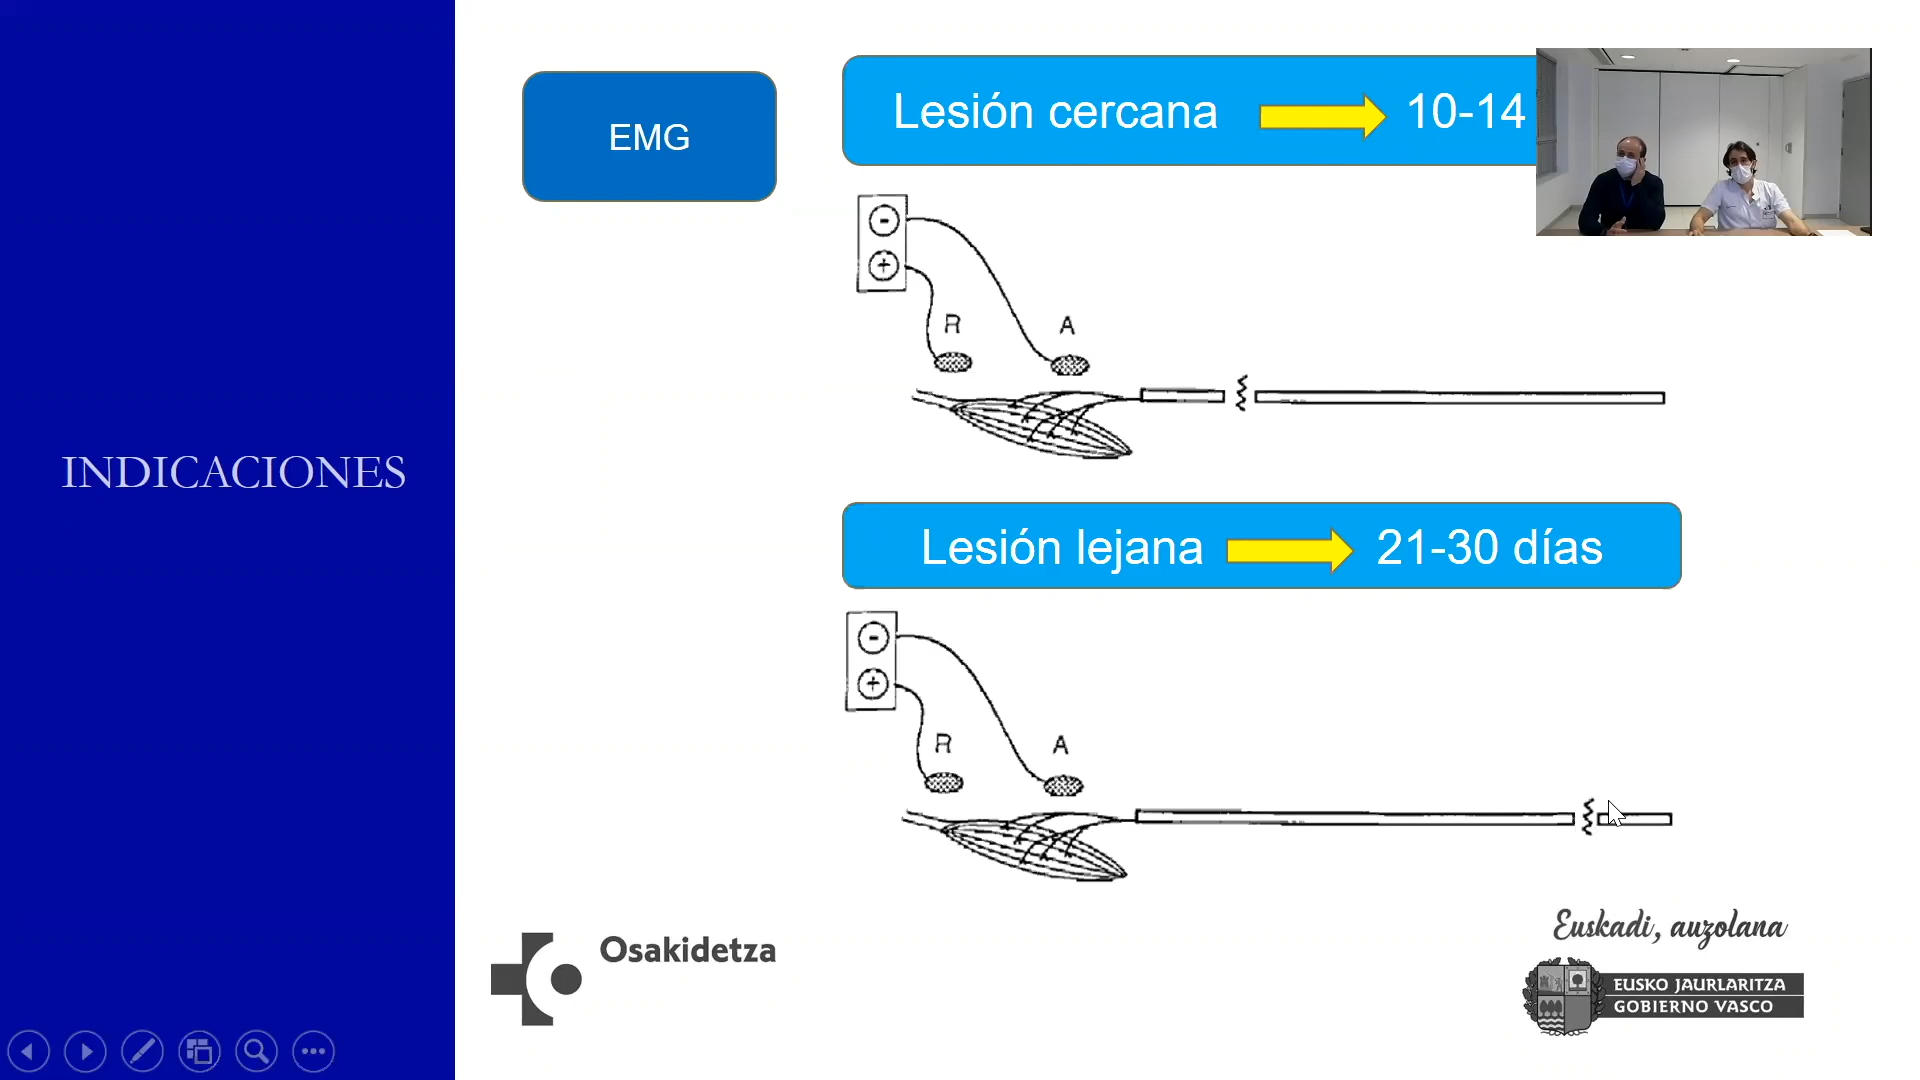 INDICACIONES
EMG
Lesión cercana 10-14
- 
+
R A
Lesión lejana 21-30 días
-
+
R A
Osakidetza
Euskadi, auzolana
EUSKO JAURLARITZA
GOBIERNO VASCO